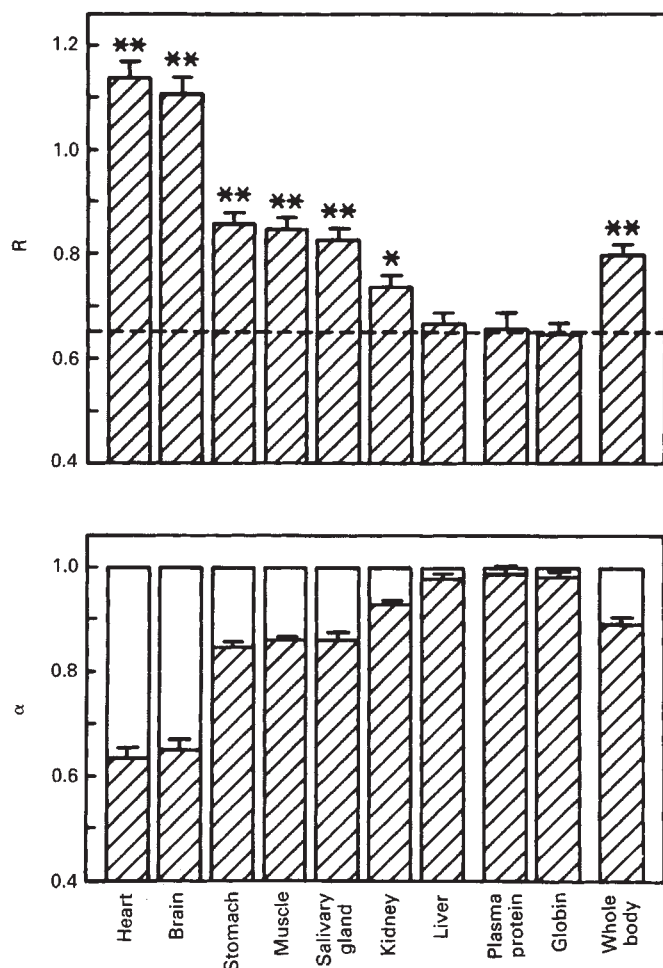 1.2
1.0
R
0.8
0.6
0.4
**
**
**
**
**
*
**
1.0
0.8
α
0.6
0.4
Heart
Brain
Stomach
Muscle
Salivary
gland
Kidney
Liver
Plasma
protein
Globin
Whole
body